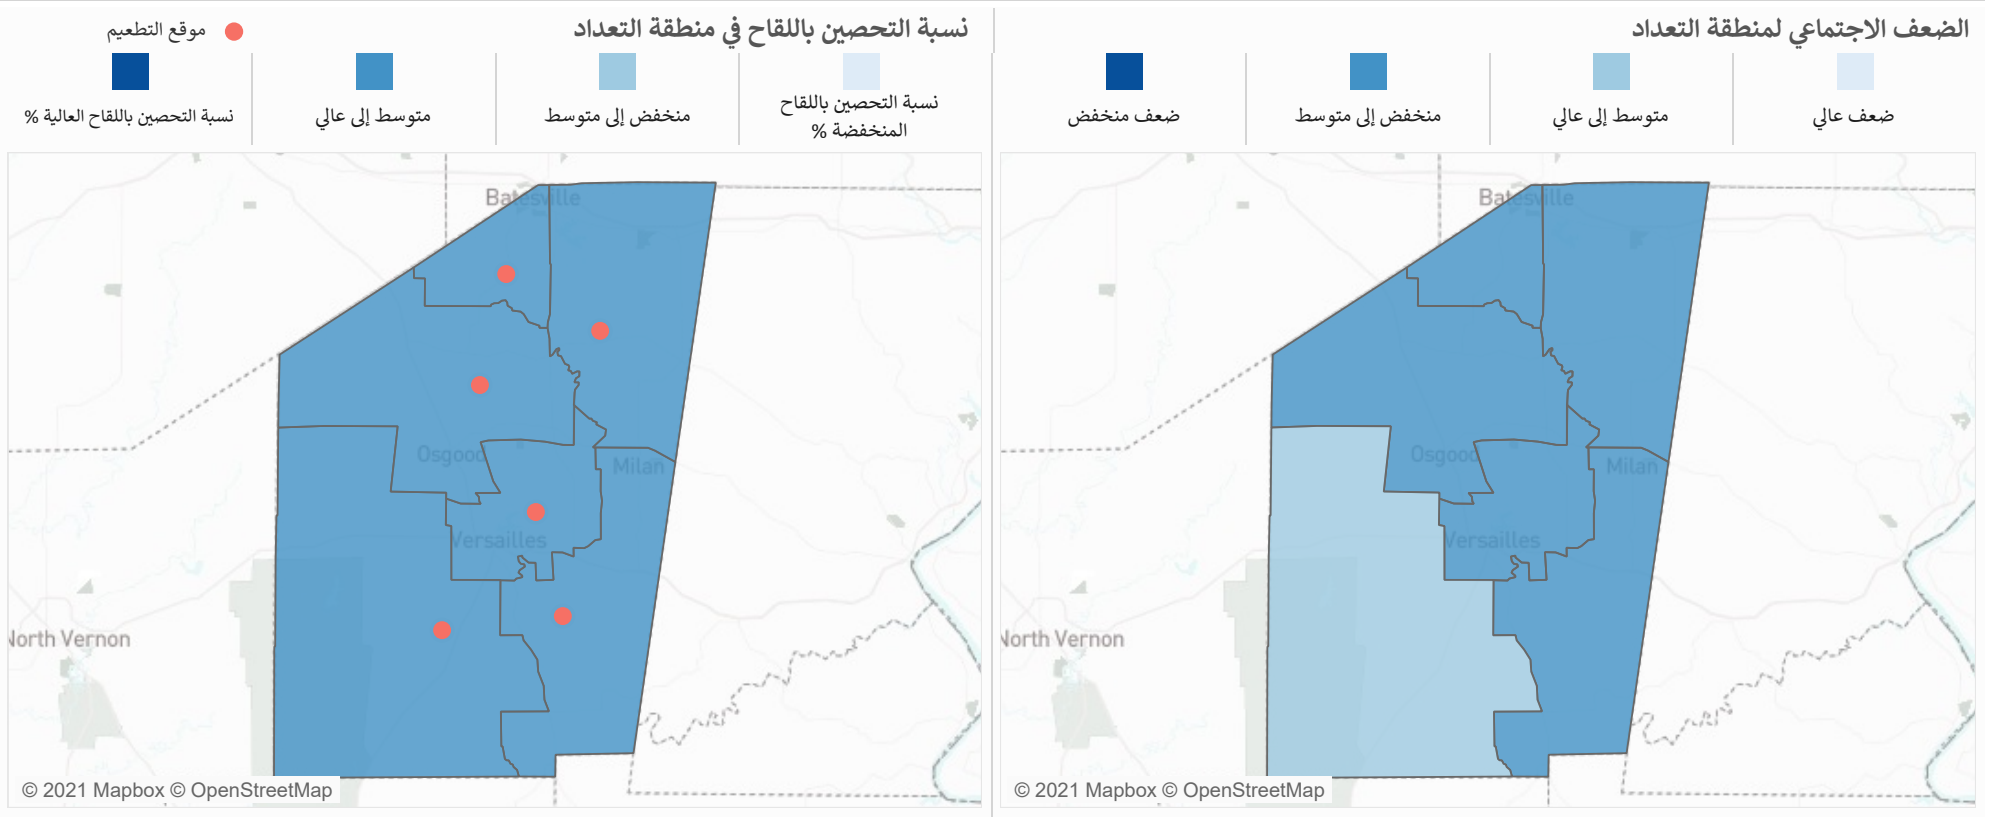 الضعف الاجتماعي لمنطقة التعداد
ضعف عالي
متوسط إلى عالي
منخفض إلى متوسط
ضعف منخفض
Batesville
Osgood
Milan
Versailles
North Vernon
© 2021 Mapbox © OpenStreetMap
نسبة التحصين باللقاح في منطقة التعداد
موقع التطعيم
نسبة التحصين باللقاح
المنخفضة %
منخفض إلى متوسط
متوسط إلى عالي
نسبة التحصين باللقاح العالية %
Batesville
Osgood
Milan
Versailles
North Vernon
© 2021 Mapbox © OpenStreetMap